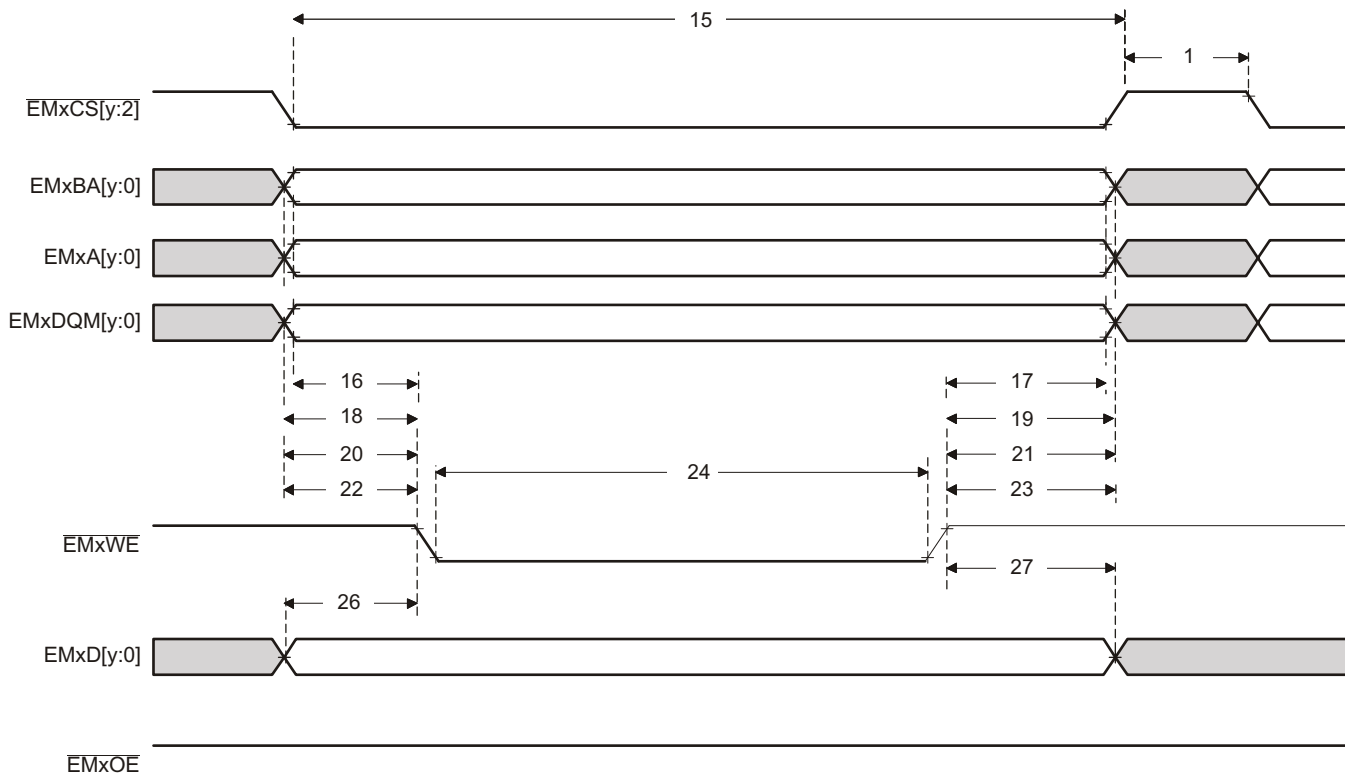 15
1
EMxCS[y:2]
EMxBA[y:0]
EMxA[y:0]
EMxDQM[y:0]
16 17
18 19
20 21
24
22 23
EMxWE
27
26
EMxD[y:0]
EMxOE